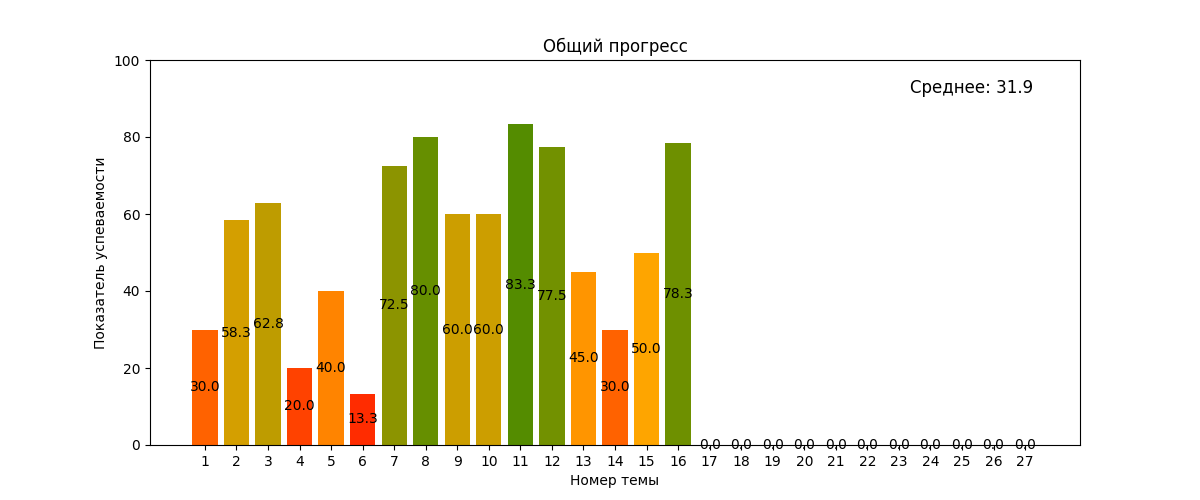 Общий прогресс
Среднее: 31.9
Показатель успеваемости
100
80
60
40
20
0
30.0 58.3 62.8 20.0 40.0 13.3 72.5 80.0 60.0 60.0 83.3 77.5 45.0 30.0 50.0 78.3 0.0 0.0 0.0 0.0 0.0 0.0 0.0 0.0 0.0 0.0 0.0
1 2 3 4 5 6 7 8 9 10 11 12 13 14 15 16 17 18 19 20 21 22 23 24 25 26 27
Номер темы